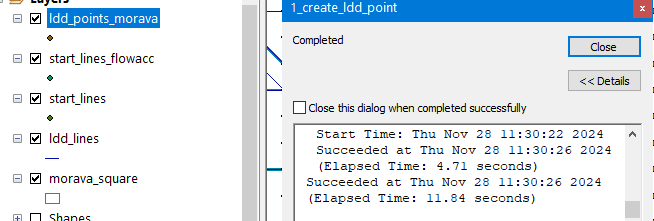 Layers
ldd_points_morava
start_lines_flowacc
start_lines
ldd_lines
morava_square
Shapes
1_create_ldd_point
Completed
Close
<< Details
Close this dialog when completed successfully
Start Time: Thu Nov 28 11:30:22 2024
Succeeded at Thu Nov 28 11:30:26 2024
(Elapsed Time: 4.71 seconds)
Succeeded at Thu Nov 28 11:30:26 2024
(Elapsed Time: 11.84 seconds)